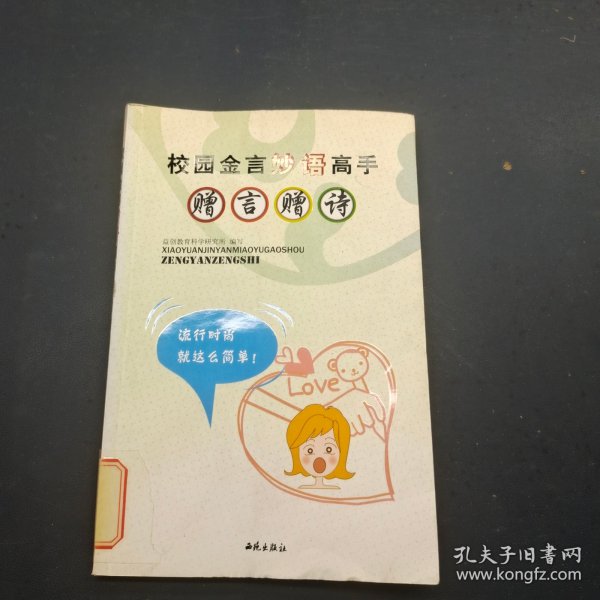 校园金言妙语高手
赠言赠诗
益创教育科学研究所 编写
XIAOYUANJINYANMIAOYUGAOSHOU
ZENGYANZENGSHI
流行时尚
就这么简单!
Love
西苑出版社
孔夫子旧书网
www.kongfz.com